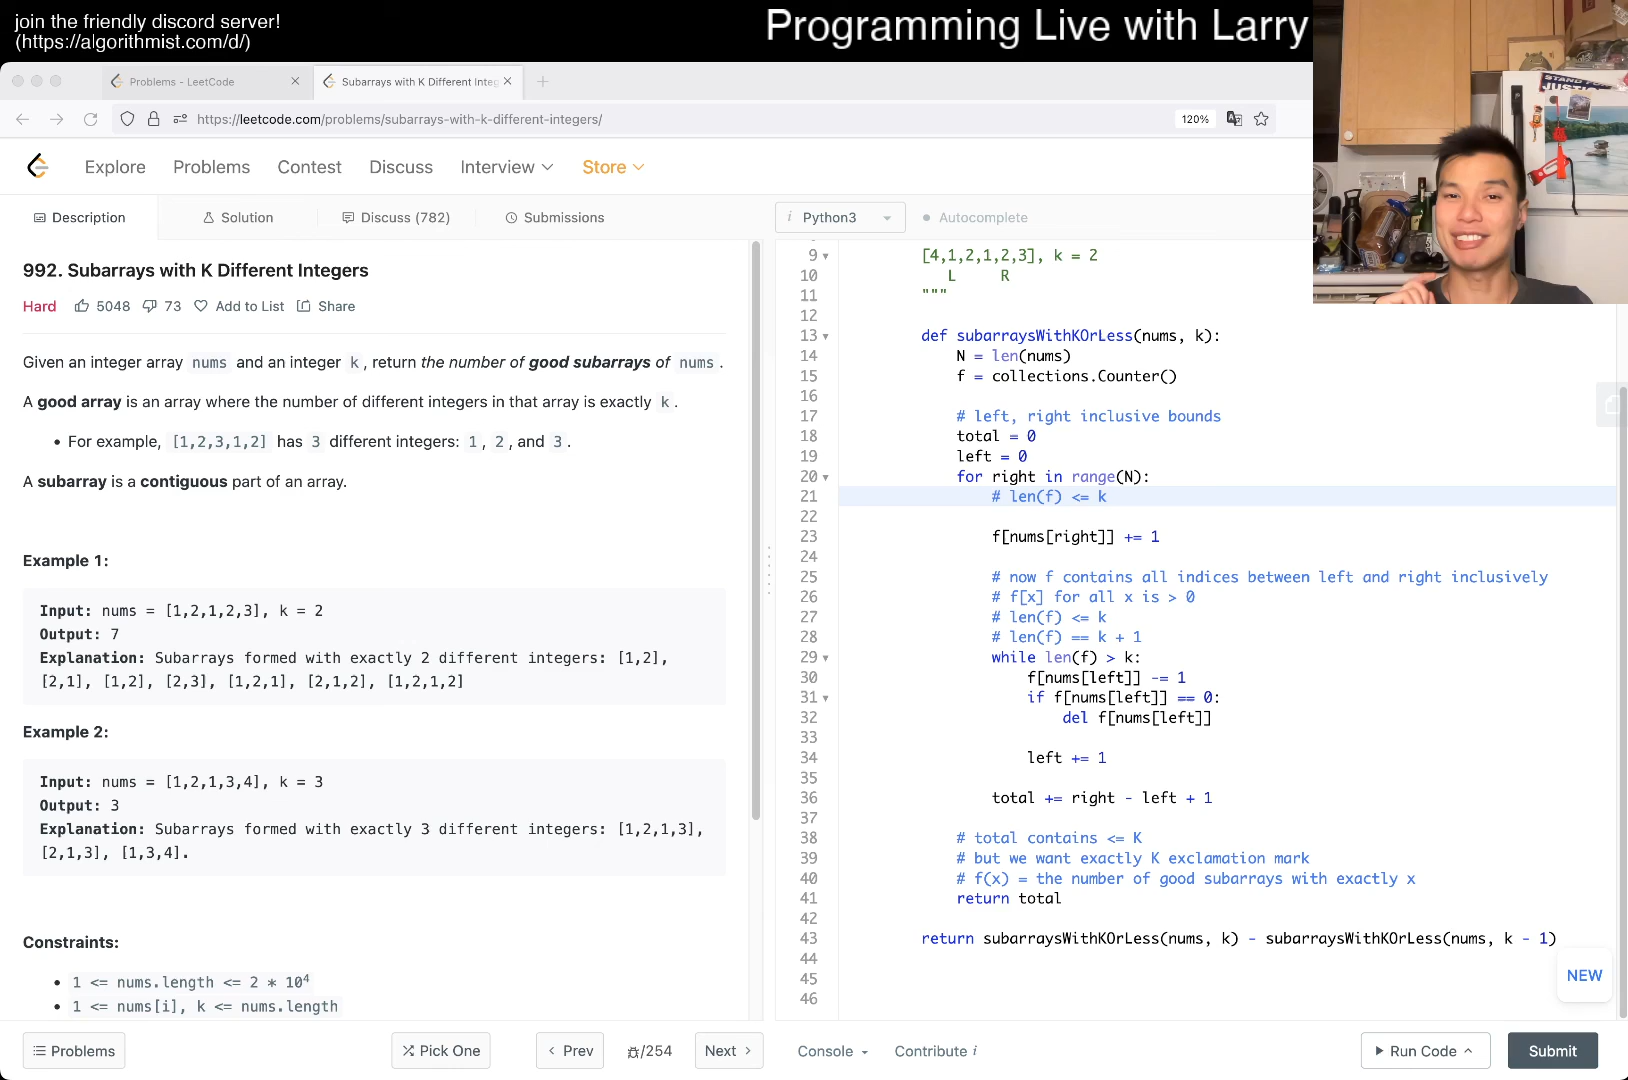 join the friendly discord server!
(https://algorithmist.com/d/)
Programming Live with Larry
Problems - LeetCode
Subarrays with K Different Integ
https://leetcode.com/problems/subarrays-with-k-different-integers/
120%
Explore Problems Contest Discuss Interview Store
Description Solution Discuss (782) Submissions
i Python3 Autocomplete
992. Subarrays with K Different Integers
Hard 5048 73 Add to List Share
Given an integer array nums and an integer k, return the number of good subarrays of nums.
A good array is an array where the number of different integers in that array is exactly k.
• For example, [1,2,3,1,2] has 3 different integers: 1, 2, and 3.
A subarray is a contiguous part of an array.
Example 1:
Input: nums = [1,2,1,2,3], k = 2
Output: 7
Explanation: Subarrays formed with exactly 2 different integers: [1,2],
[2,1], [1,2], [2,3], [1,2,1], [2,1,2], [1,2,1,2]
Example 2:
Input: nums = [1,2,1,3,4], k = 3
Output: 3
Explanation: Subarrays formed with exactly 3 different integers: [1,2,1,3],
[2,1,3], [1,3,4].
Constraints:
• 1 <= nums.length <= 2 * 10⁴
• 1 <= nums[i], k <= nums.length
9 [4,1,2,1,2,3], k = 2
10 L R
11 """
12
13 def subarraysWithKOrLess(nums, k):
14 N = len(nums)
15 f = collections.Counter()
16
17 # left, right inclusive bounds
18 total = 0
19 left = 0
20 for right in range(N):
21 # len(f) <= k
22
23 f[nums[right]] += 1
24
25 # now f contains all indices between left and right inclusively
26 # f[x] for all x is > 0
27 # len(f) <= k
28 # len(f) == k + 1
29 while len(f) > k:
30 f[nums[left]] -= 1
31 if f[nums[left]] == 0:
32 del f[nums[left]]
33
34 left += 1
35
36 total += right - left + 1
37
38 # total contains <= K
39 # but we want exactly K exclamation mark
40 # f(x) = the number of good subarrays with exactly x
41 return total
42
43 return subarraysWithKOrLess(nums, k) - subarraysWithKOrLess(nums, k - 1)
44
45
46
NEW
Problems Pick One Prev /254 Next Console Contribute i Run Code Submit